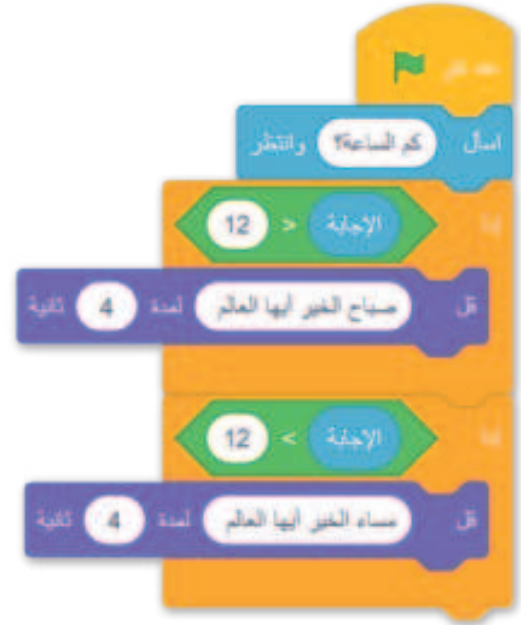 اسأل كم الساعة؟ وانتظر
الإجابة < 12
قل صباح الخير أيها العالم لمدة 4 ثانية
الإجابة > 12
قل مساء الخير أيها العالم لمدة 4 ثانية